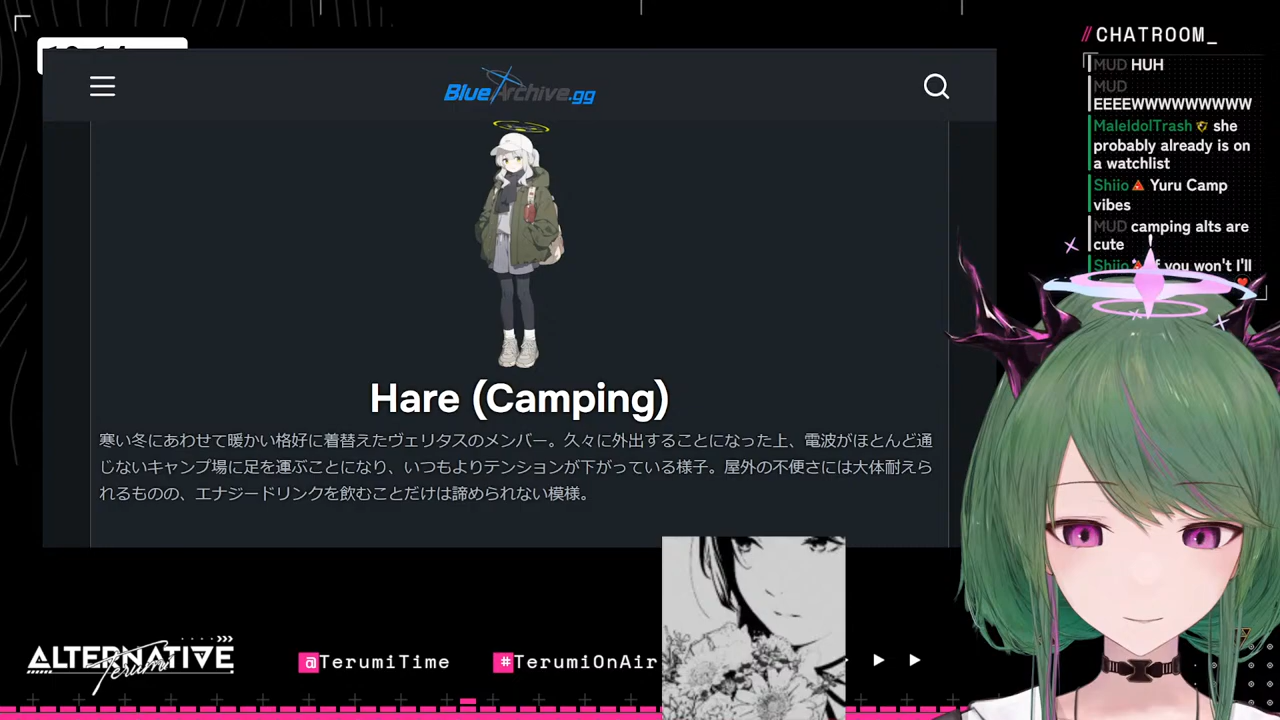 //CHATROOM_
BlueArchive.gg
MUD HUH
MUD
EEEEWWWWWWWWW
MaleIdolTrash she
probably already is on
a watchlist
Shiio Yuru Camp
vibes
MUD camping alts are
cute
Shiio if you won't I'll
Hare (Camping)
寒い冬にあわせて暖かい格好に着替えたヴェリタスのメンバー。久々に外出することになった上、電波がほとんど通
じないキャンプ場に足を運ぶことになり、いつもよりテンションが下がっている様子。屋外の不便さには大体耐えら
れるものの、エナジードリンクを飲むことだけは諦められない模様。
ALTERNATIVE
Terumi
@TerumiTime
#TerumiOnAir